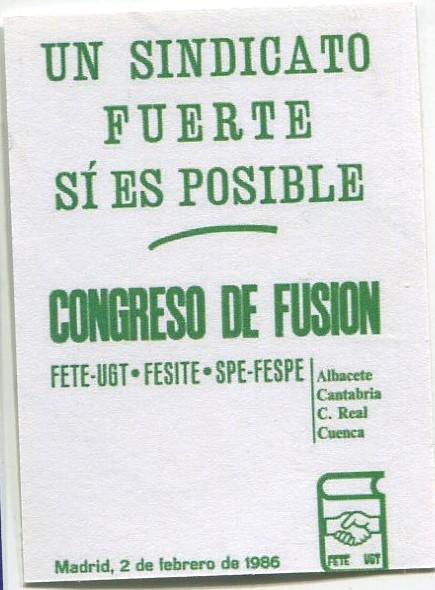 UN SINDICATO
FUERTE
SÍ ES POSIBLE
CONGRESO DE FUSION
FETE-UGT • FESITE • SPE-FESPE
Albacete
Cantabria
C. Real
Cuenca
FETE UGT
Madrid, 2 de febrero de 1986